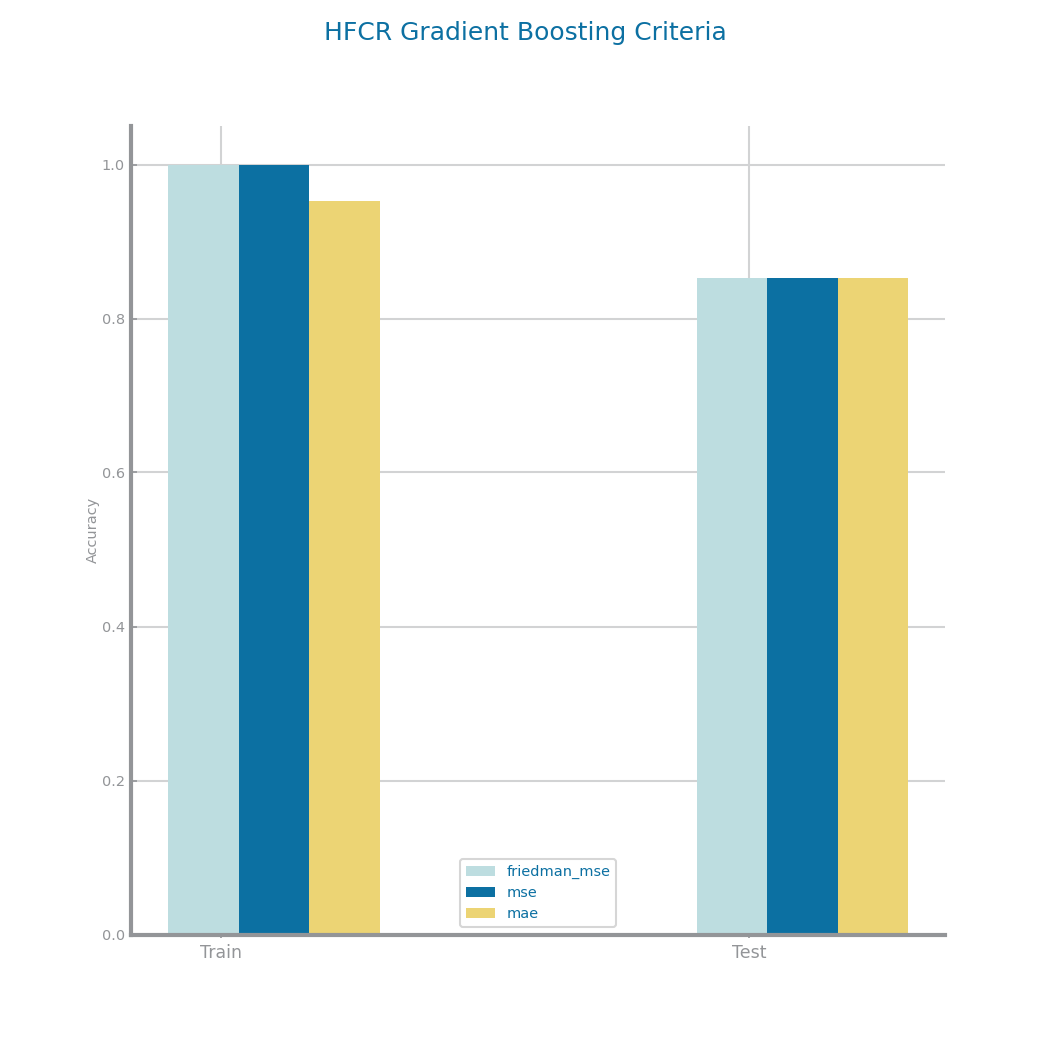 HFCR Gradient Boosting Criteria
1.0
0.8
0.6
0.4
0.2
0.0
Accuracy
friedman_mse
mse
mae
Train
Test